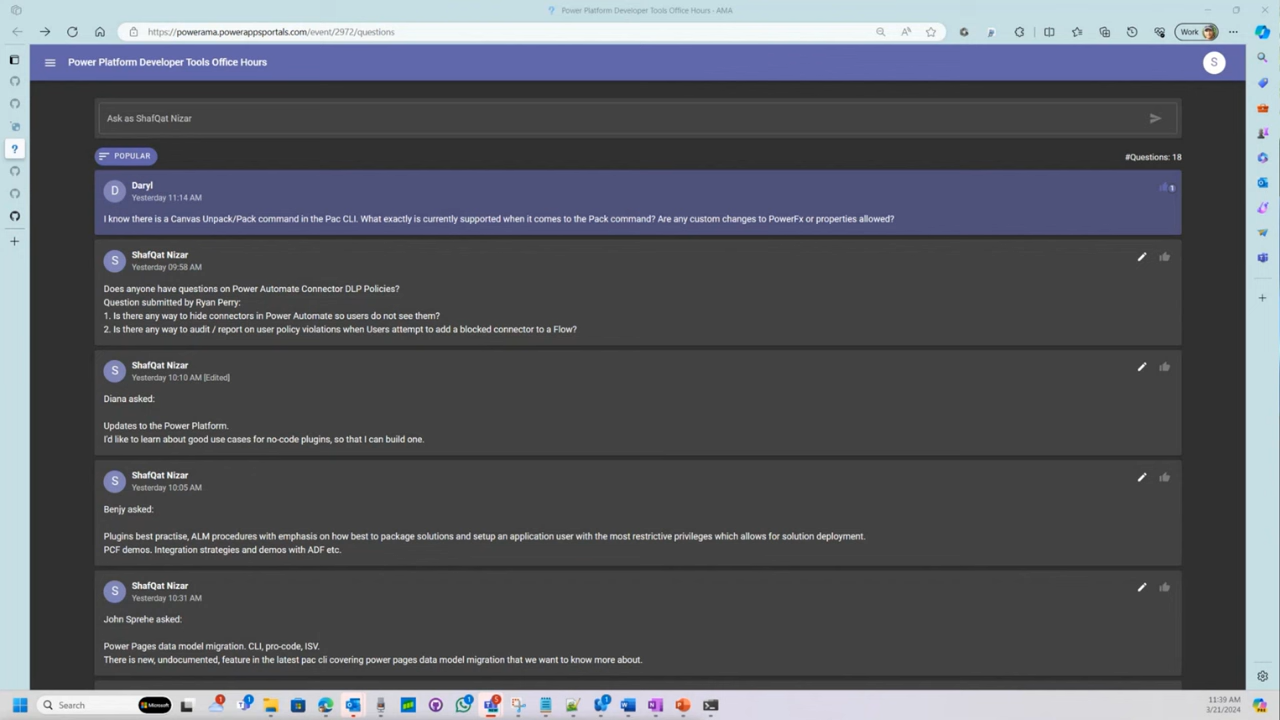 Power Platform Developer Tools Office Hours - AMA
https://powerama.powerappsportals.com/event/2972/questions
Work
Power Platform Developer Tools Office Hours
S
Ask as ShafQat Nizar
POPULAR
#Questions: 18
D
Daryl
Yesterday 11:14 AM
1
I know there is a Canvas Unpack/Pack command in the Pac CLI. What exactly is currently supported when it comes to the Pack command? Are any custom changes to PowerFx or properties allowed?
S
ShafQat Nizar
Yesterday 09:58 AM
Does anyone have questions on Power Automate Connector DLP Policies?
Question submitted by Ryan Perry:
1. Is there any way to hide connectors in Power Automate so users do not see them?
2. Is there any way to audit / report on user policy violations when Users attempt to add a blocked connector to a Flow?
S
ShafQat Nizar
Yesterday 10:10 AM [Edited]
Diana asked:
Updates to the Power Platform.
I'd like to learn about good use cases for no-code plugins, so that I can build one.
S
ShafQat Nizar
Yesterday 10:05 AM
Benjy asked:
Plugins best practise, ALM procedures with emphasis on how best to package solutions and setup an application user with the most restrictive privileges which allows for solution deployment.
PCF demos. Integration strategies and demos with ADF etc.
S
ShafQat Nizar
Yesterday 10:31 AM
John Sprehe asked:
Power Pages data model migration. CLI, pro-code, ISV.
There is new, undocumented, feature in the latest pac cli covering power pages data model migration that we want to know more about.
Search
Microsoft
11:39 AM
3/21/2024